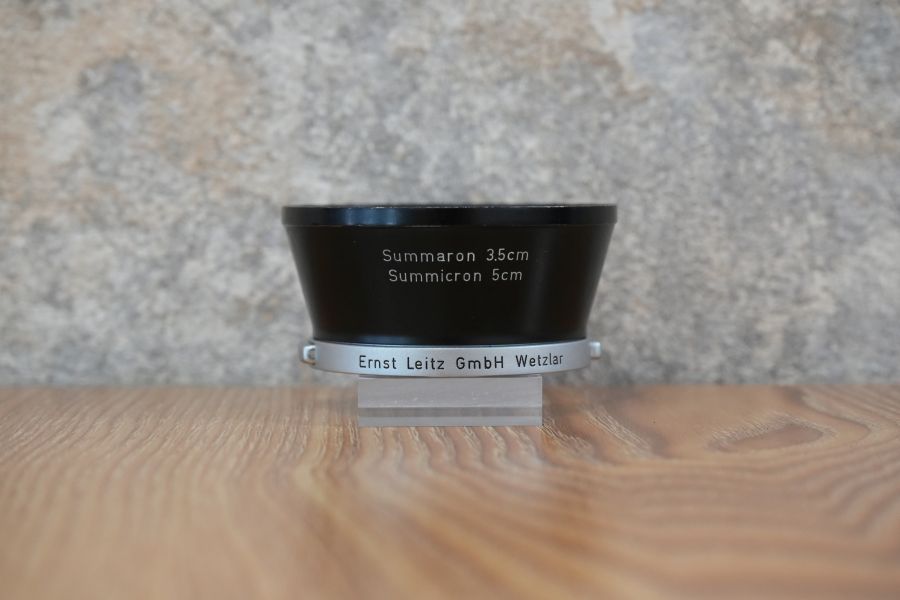 Summaron 3.5cm
Summicron 5cm
Ernst Leitz GmbH Wetzlar